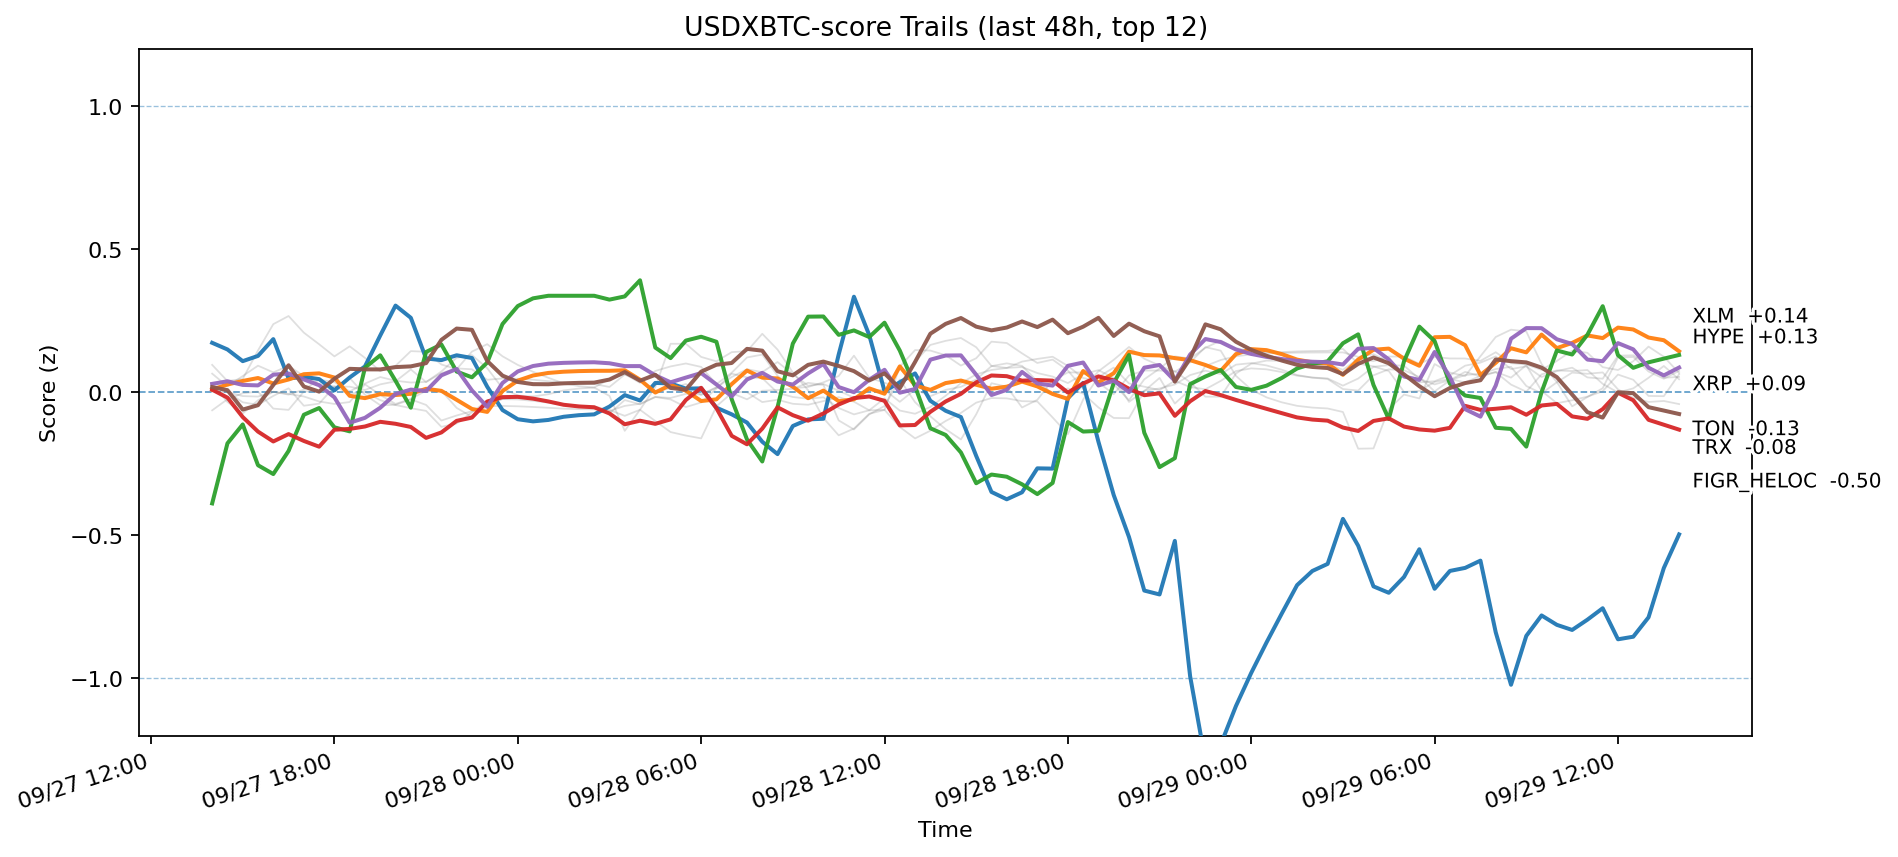 USDXBTC-score Trails (last 48h, top 12)
Score (z)
1.0
0.5
0.0
−0.5
−1.0
XLM +0.14
HYPE +0.13
XRP +0.09
TON -0.13
TRX -0.08
FIGR_HELOC -0.50
09/27 12:00
09/27 18:00
09/28 00:00
09/28 06:00
09/28 12:00
09/28 18:00
09/29 00:00
09/29 06:00
09/29 12:00
Time